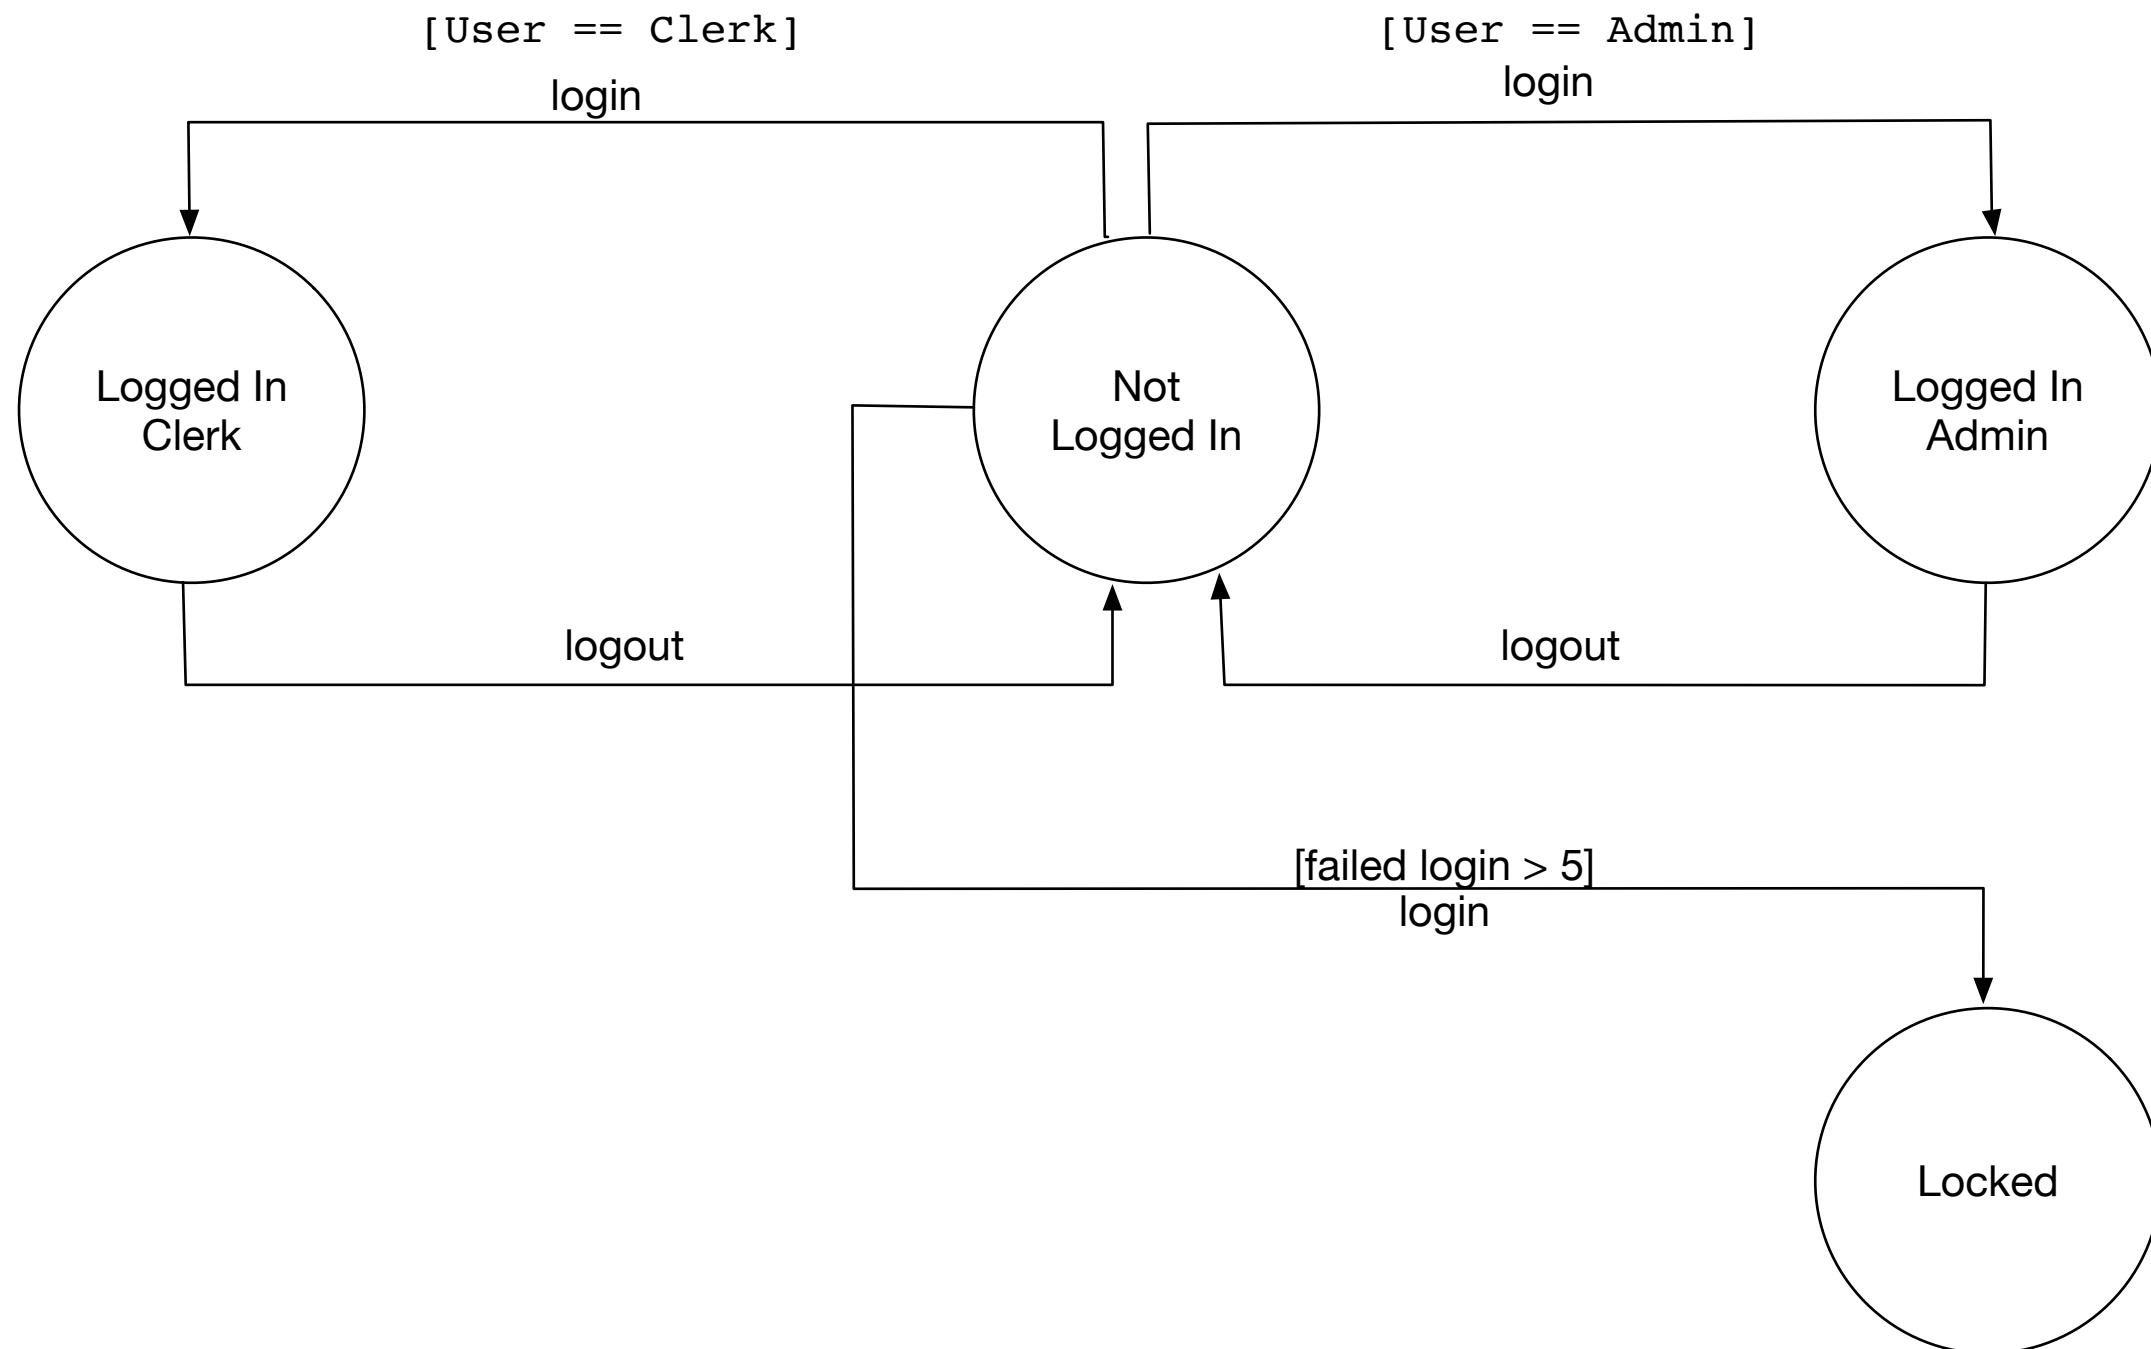 [User == Clerk]
[User == Admin]
login
login
Logged In
Clerk
Not
Logged In
Logged In
Admin
logout
logout
[failed login > 5]
login
Locked